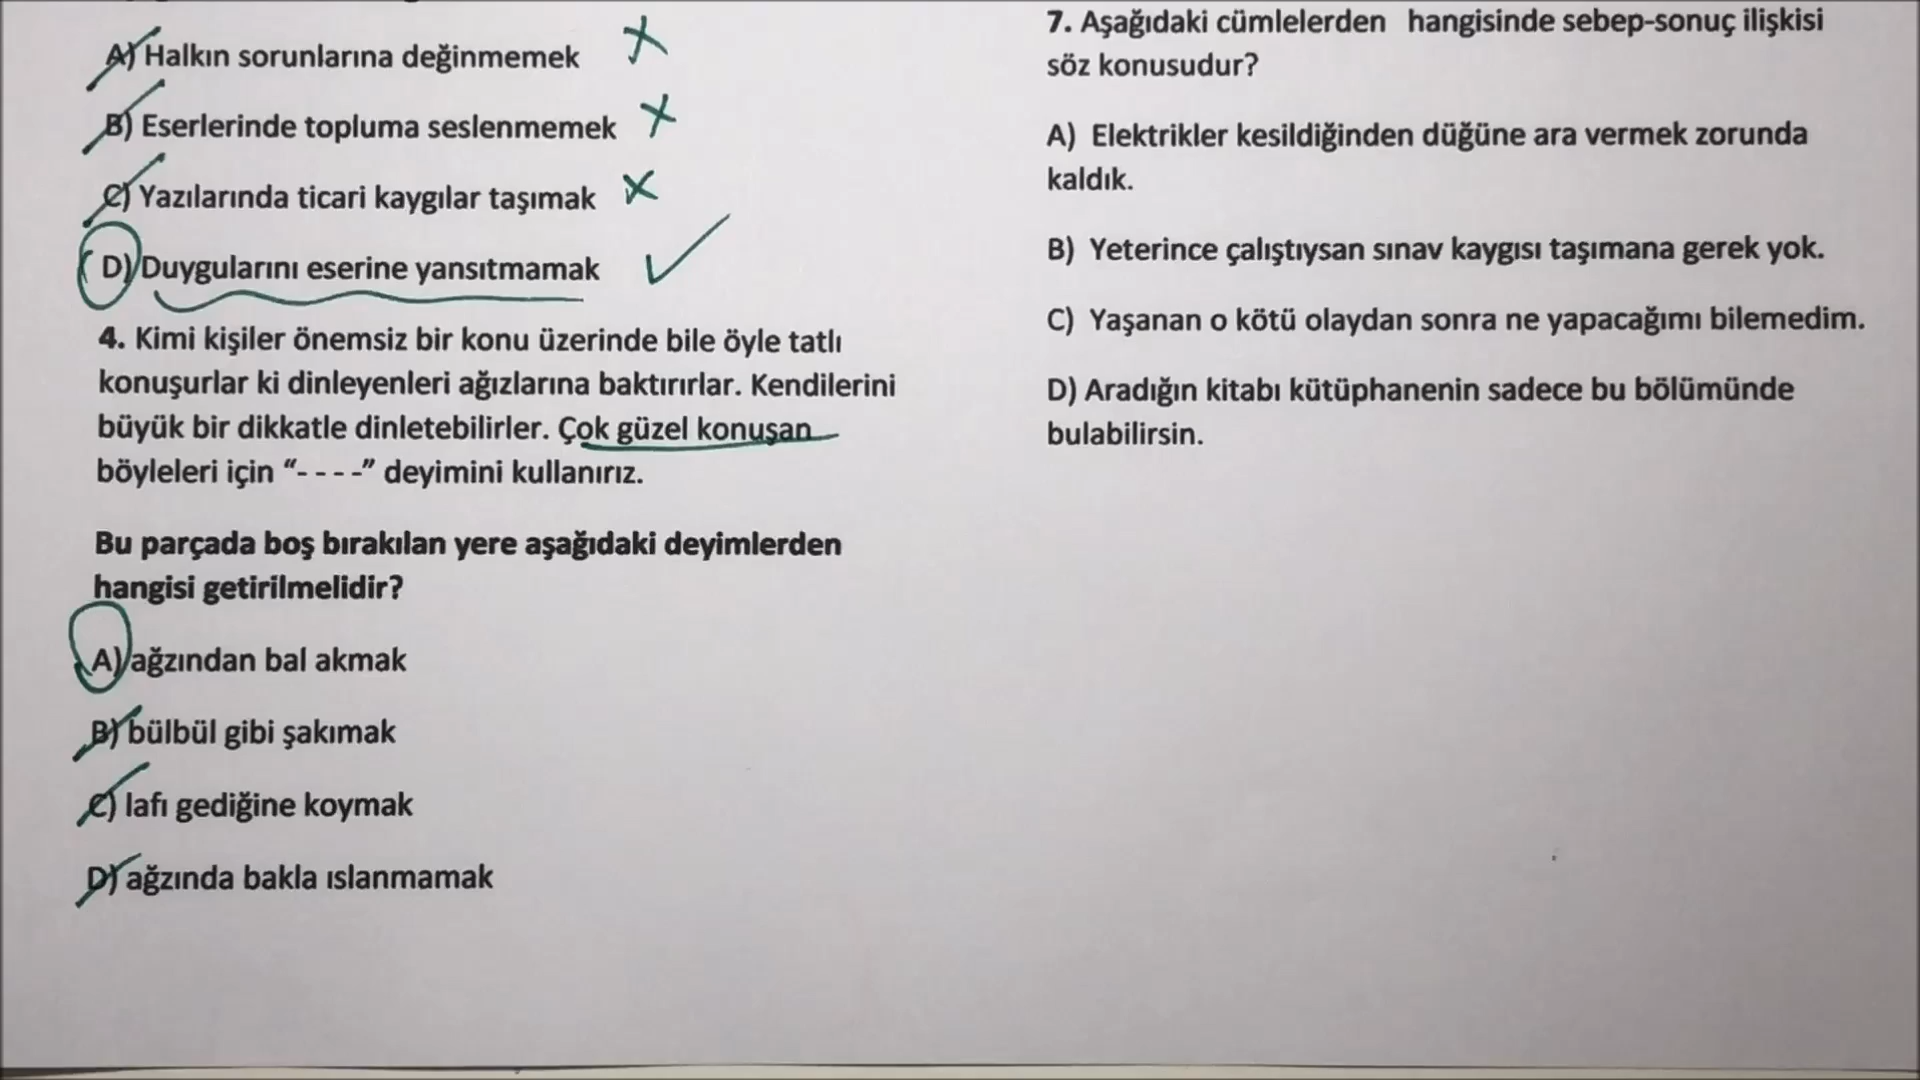 A) Halkın sorunlarına değinmemek
B) Eserlerinde topluma seslenmemek
C) Yazılarında ticari kaygılar taşımak
D) Duygularını eserine yansıtmamak
4. Kimi kişiler önemsiz bir konu üzerinde bile öyle tatlı
konuşurlar ki dinleyenleri ağızlarına baktırırlar. Kendilerini
büyük bir dikkatle dinletebilirler. Çok güzel konuşan
böyleleri için “- - - -” deyimini kullanırız.
Bu parçada boş bırakılan yere aşağıdaki deyimlerden
hangisi getirilmelidir?
A) ağzından bal akmak
B) bülbül gibi şakımak
C) lafı gediğine koymak
D) ağzında bakla ıslanmamak
7. Aşağıdaki cümlelerden hangisinde sebep-sonuç ilişkisi
söz konusudur?
A) Elektrikler kesildiğinden düğüne ara vermek zorunda
kaldık.
B) Yeterince çalıştıysan sınav kaygısı taşımana gerek yok.
C) Yaşanan o kötü olaydan sonra ne yapacağımı bilemedim.
D) Aradığın kitabı kütüphanenin sadece bu bölümünde
bulabilirsin.